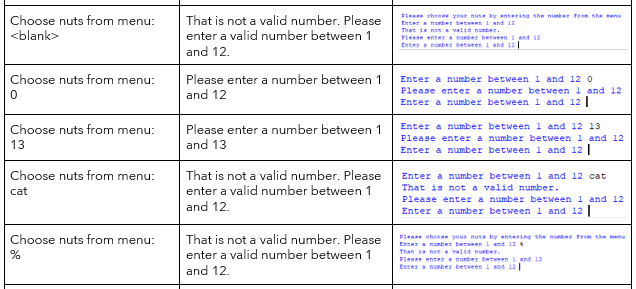 Choose nuts from menu:
<blank>
That is not a valid number. Please
enter a valid number between 1
and 12.
Please choose your nuts by entering the number from the menu
Enter a number between 1 and 12
That is not a valid number.
Please enter a number between 1 and 12
Enter a number between 1 and 12
Choose nuts from menu:
0
Please enter a number between 1
and 12
Enter a number between 1 and 12 0
Please enter a number between 1 and 12
Enter a number between 1 and 12
Choose nuts from menu:
13
Please enter a number between 1
and 13
Enter a number between 1 and 12 13
Please enter a number between 1 and 12
Enter a number between 1 and 12
Choose nuts from menu:
cat
That is not a valid number. Please
enter a valid number between 1
and 12.
Enter a number between 1 and 12 cat
That is not a valid number.
Please enter a number between 1 and 12
Enter a number between 1 and 12
Choose nuts from menu:
%
That is not a valid number. Please
enter a valid number between 1
and 12.
Please choose your nuts by entering the number from the menu
Enter a number between 1 and 12 %
That is not a valid number.
Please enter a number between 1 and 12
Enter a number between 1 and 12